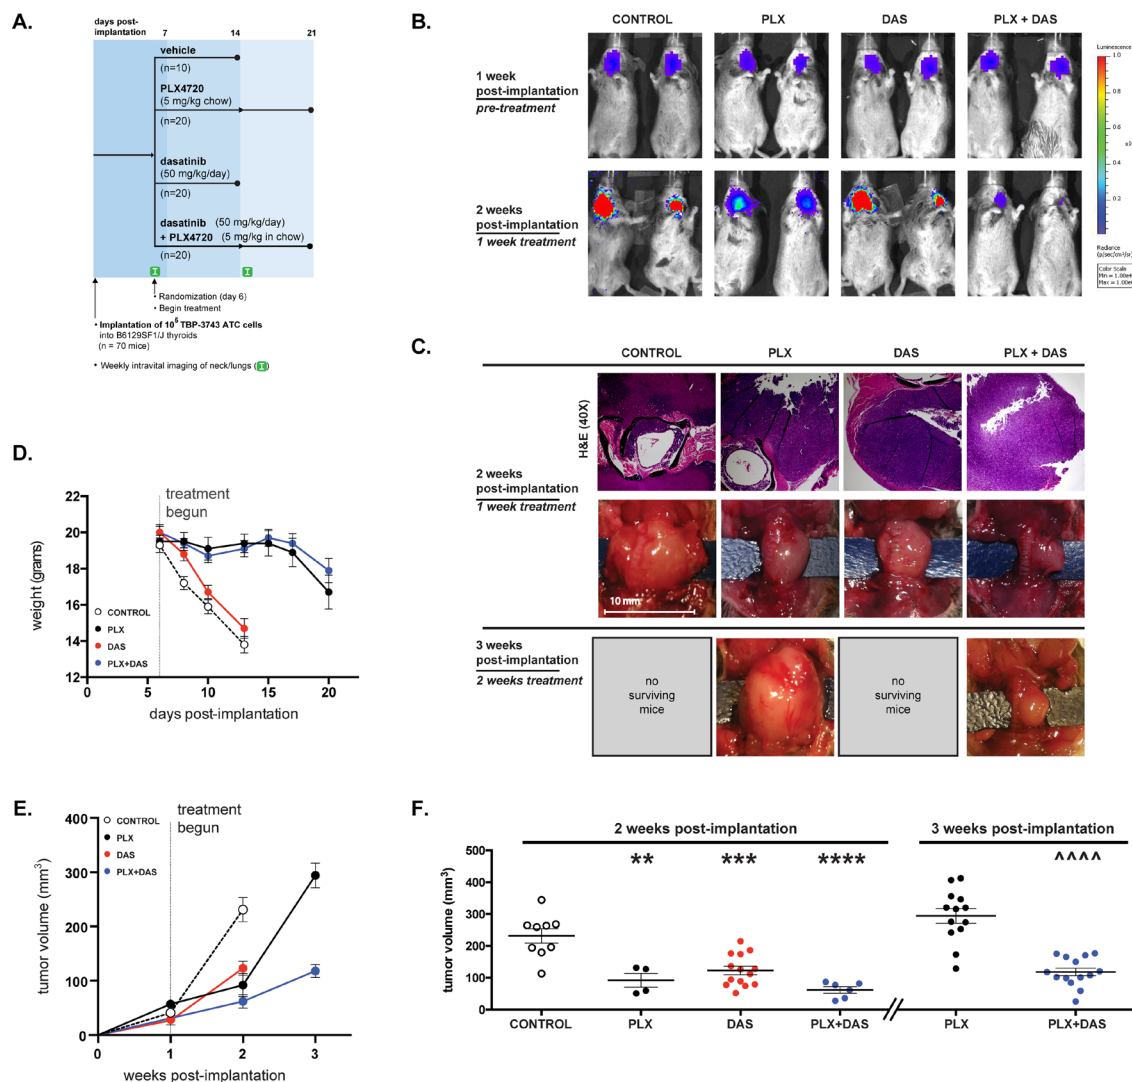 A.
days post-
implantation 7 14 21
vehicle
(n=10)
PLX4720
(5 mg/kg chow)
(n=20)
dasatinib
(50 mg/kg/day)
(n=20)
dasatinib (50 mg/kg/day)
+ PLX4720 (5 mg/kg in chow)
(n=20)
I I
• Randomization (day 6)
• Begin treatment
• Implantation of 10⁵ TBP-3743 ATC cells
into B6129SF1/J thyroids
(n = 70 mice)
• Weekly intravital imaging of neck/lungs ( I )
B.
CONTROL PLX DAS PLX + DAS
1 week
post-implantation
pre-treatment
2 weeks
post-implantation
1 week treatment
Luminescence
1.0
0.8
0.6
0.4
0.2
Radiance
(p/sec/cm²/sr)
Color Scale
C.
CONTROL PLX DAS PLX + DAS
H&E (40X)
2 weeks
post-implantation
1 week treatment
10 mm
3 weeks
post-implantation
2 weeks treatment
no
surviving
mice
no
surviving
mice
D.
treatment
begun
22
20
18
16
14
12
weight (grams)
CONTROL
PLX
DAS
PLX+DAS
0 5 10 15 20
days post-implantation
E.
treatment
begun
400
300
200
100
0
tumor volume (mm³)
CONTROL
PLX
DAS
PLX+DAS
0 1 2 3
weeks post-implantation
F.
2 weeks post-implantation 3 weeks post-implantation
** *** **** ^^^^
500
400
300
200
100
0
tumor volume (mm³)
CONTROL PLX DAS PLX+DAS PLX PLX+DAS